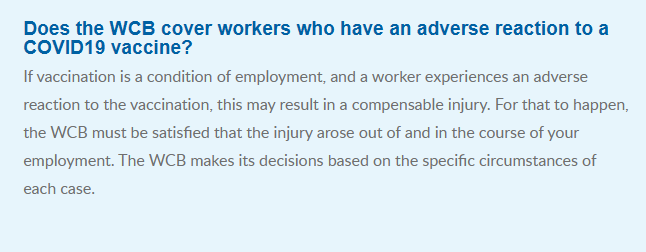 Does the WCB cover workers who have an adverse reaction to a
COVID19 vaccine?
If vaccination is a condition of employment, and a worker experiences an adverse
reaction to the vaccination, this may result in a compensable injury. For that to happen,
the WCB must be satisfied that the injury arose out of and in the course of your
employment. The WCB makes its decisions based on the specific circumstances of
each case.